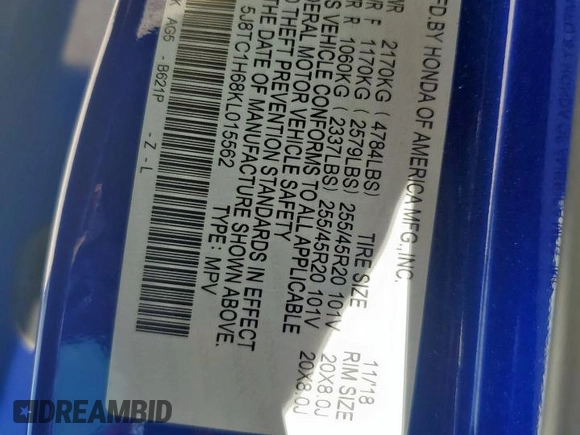 MFD.BY HONDA OF AMERICA MFG.,INC. 11/18
2170KG ( 4784LBS) TIRE SIZE RIM SIZE
F 1170KG ( 2579LBS) 255/45R20 101V 20X8.0J
R 1060KG ( 2337LBS) 255/45R20 101V 20X8.0J
VEHICLE CONFORMS TO ALL APPLICABLE
MOTOR VEHICLE SAFETY
THEFT PREVENTION STANDARDS IN EFFECT
THE DATE OF MANUFACTURE SHOWN ABOVE.
5J8TC1H68KL015562 TYPE: MPV
AG5 - B621P - Z - L
DREAMBID